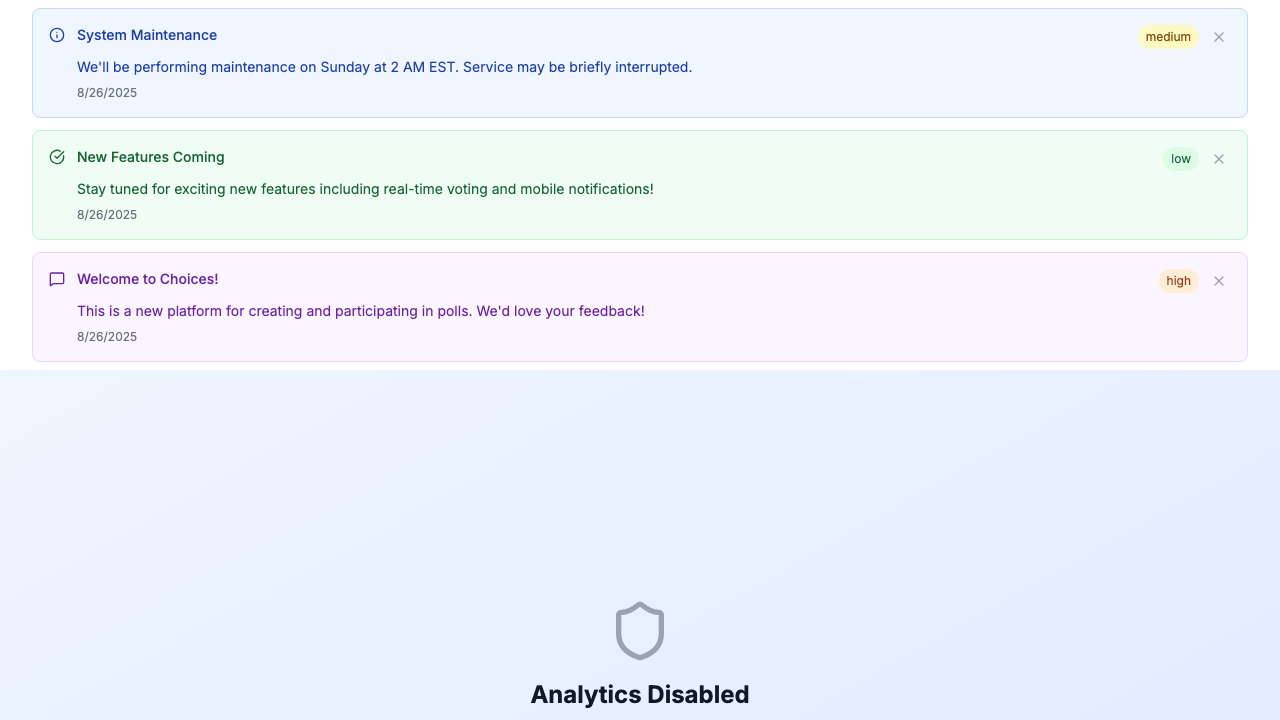 System Maintenance
medium
We'll be performing maintenance on Sunday at 2 AM EST. Service may be briefly interrupted.
8/26/2025
New Features Coming
low
Stay tuned for exciting new features including real-time voting and mobile notifications!
8/26/2025
Welcome to Choices!
high
This is a new platform for creating and participating in polls. We'd love your feedback!
8/26/2025
Analytics Disabled